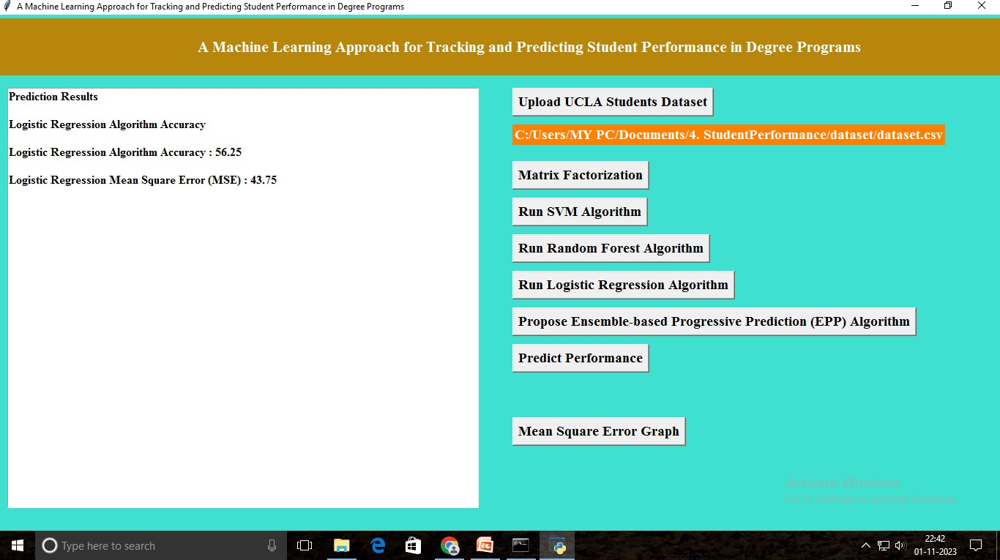 A Machine Learning Approach for Tracking and Predicting Student Performance in Degree Programs
A Machine Learning Approach for Tracking and Predicting Student Performance in Degree Programs
Prediction Results
Logistic Regression Algorithm Accuracy
Logistic Regression Algorithm Accuracy : 56.25
Logistic Regression Mean Square Error (MSE) : 43.75
Upload UCLA Students Dataset
C:/Users/MY PC/Documents/4. StudentPerformance/dataset/dataset.csv
Matrix Factorization
Run SVM Algorithm
Run Random Forest Algorithm
Run Logistic Regression Algorithm
Propose Ensemble-based Progressive Prediction (EPP) Algorithm
Predict Performance
Mean Square Error Graph
Activate Windows
Go to Settings to activate Windows.
Type here to search
22:42
01-11-2023